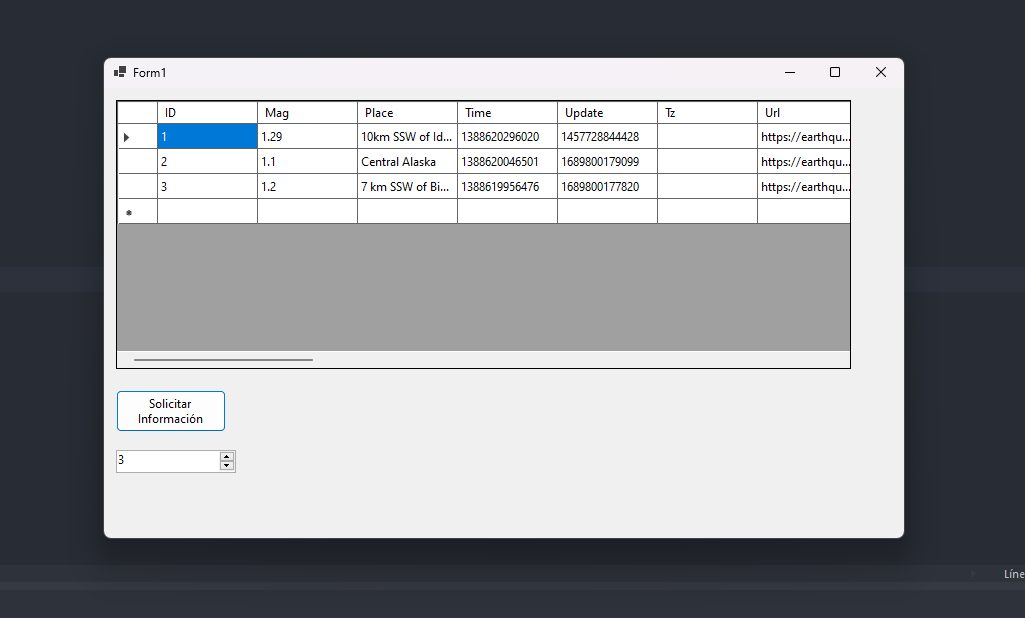 Form1
ID Mag Place Time Update Tz Url
1 1.29 10km SSW of Id... 1388620296020 1457728844428 https://earthqu...
2 1.1 Central Alaska 1388620046501 1689800179099 https://earthqu...
3 1.2 7 km SSW of Bi... 1388619956476 1689800177820 https://earthqu...
Solicitar
Información
3
Líne